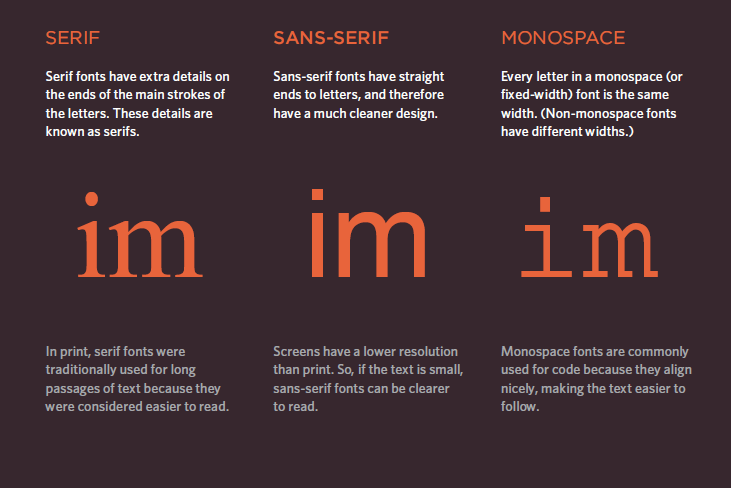 SERIF
Serif fonts have extra details on
the ends of the main strokes of
the letters. These details are
known as serifs.
im
In print, serif fonts were
traditionally used for long
passages of text because they
were considered easier to read.
SANS-SERIF
Sans-serif fonts have straight
ends to letters, and therefore
have a much cleaner design.
im
Screens have a lower resolution
than print. So, if the text is small,
sans-serif fonts can be clearer
to read.
MONOSPACE
Every letter in a monospace (or
fixed-width) font is the same
width. (Non-monospace fonts
have different widths.)
im
Monospace fonts are commonly
used for code because they align
nicely, making the text easier to
follow.